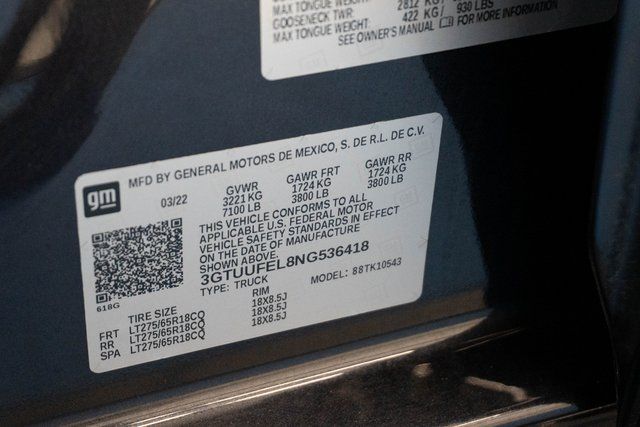 MAX TONGUE WEIGHT: 2812 KG /
GOOSENECK TWR: 930 LBS
MAX TONGUE WEIGHT: 422 KG /
SEE OWNER'S MANUAL FOR MORE INFORMATION
gm
MFD BY GENERAL MOTORS DE MEXICO, S. DE R.L. DE C.V.
03/22 GVWR GAWR FRT GAWR RR
3221 KG 1724 KG 1724 KG
7100 LB 3800 LB 3800 LB
THIS VEHICLE CONFORMS TO ALL
APPLICABLE U.S. FEDERAL MOTOR
VEHICLE SAFETY STANDARDS IN EFFECT
ON THE DATE OF MANUFACTURE
SHOWN ABOVE.
3GTUUFEL8NG536418
TYPE: TRUCK MODEL: 88TK10543
618G
TIRE SIZE RIM
FRT LT275/65R18CQ 18X8.5J
RR LT275/65R18CQ 18X8.5J
SPA LT275/65R18CQ 18X8.5J